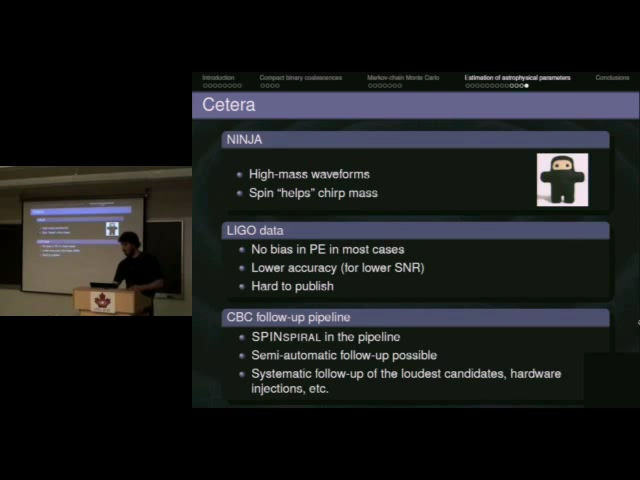 Introduction
Compact binary coalescences
Markov-chain Monte Carlo
Estimation of astrophysical parameters
Conclusions
Cetera
NINJA
High-mass waveforms
Spin “helps” chirp mass
LIGO data
No bias in PE in most cases
Lower accuracy (for lower SNR)
Hard to publish
CBC follow-up pipeline
SPINSPIRAL in the pipeline
Semi-automatic follow-up possible
Systematic follow-up of the loudest candidates, hardware
injections, etc.